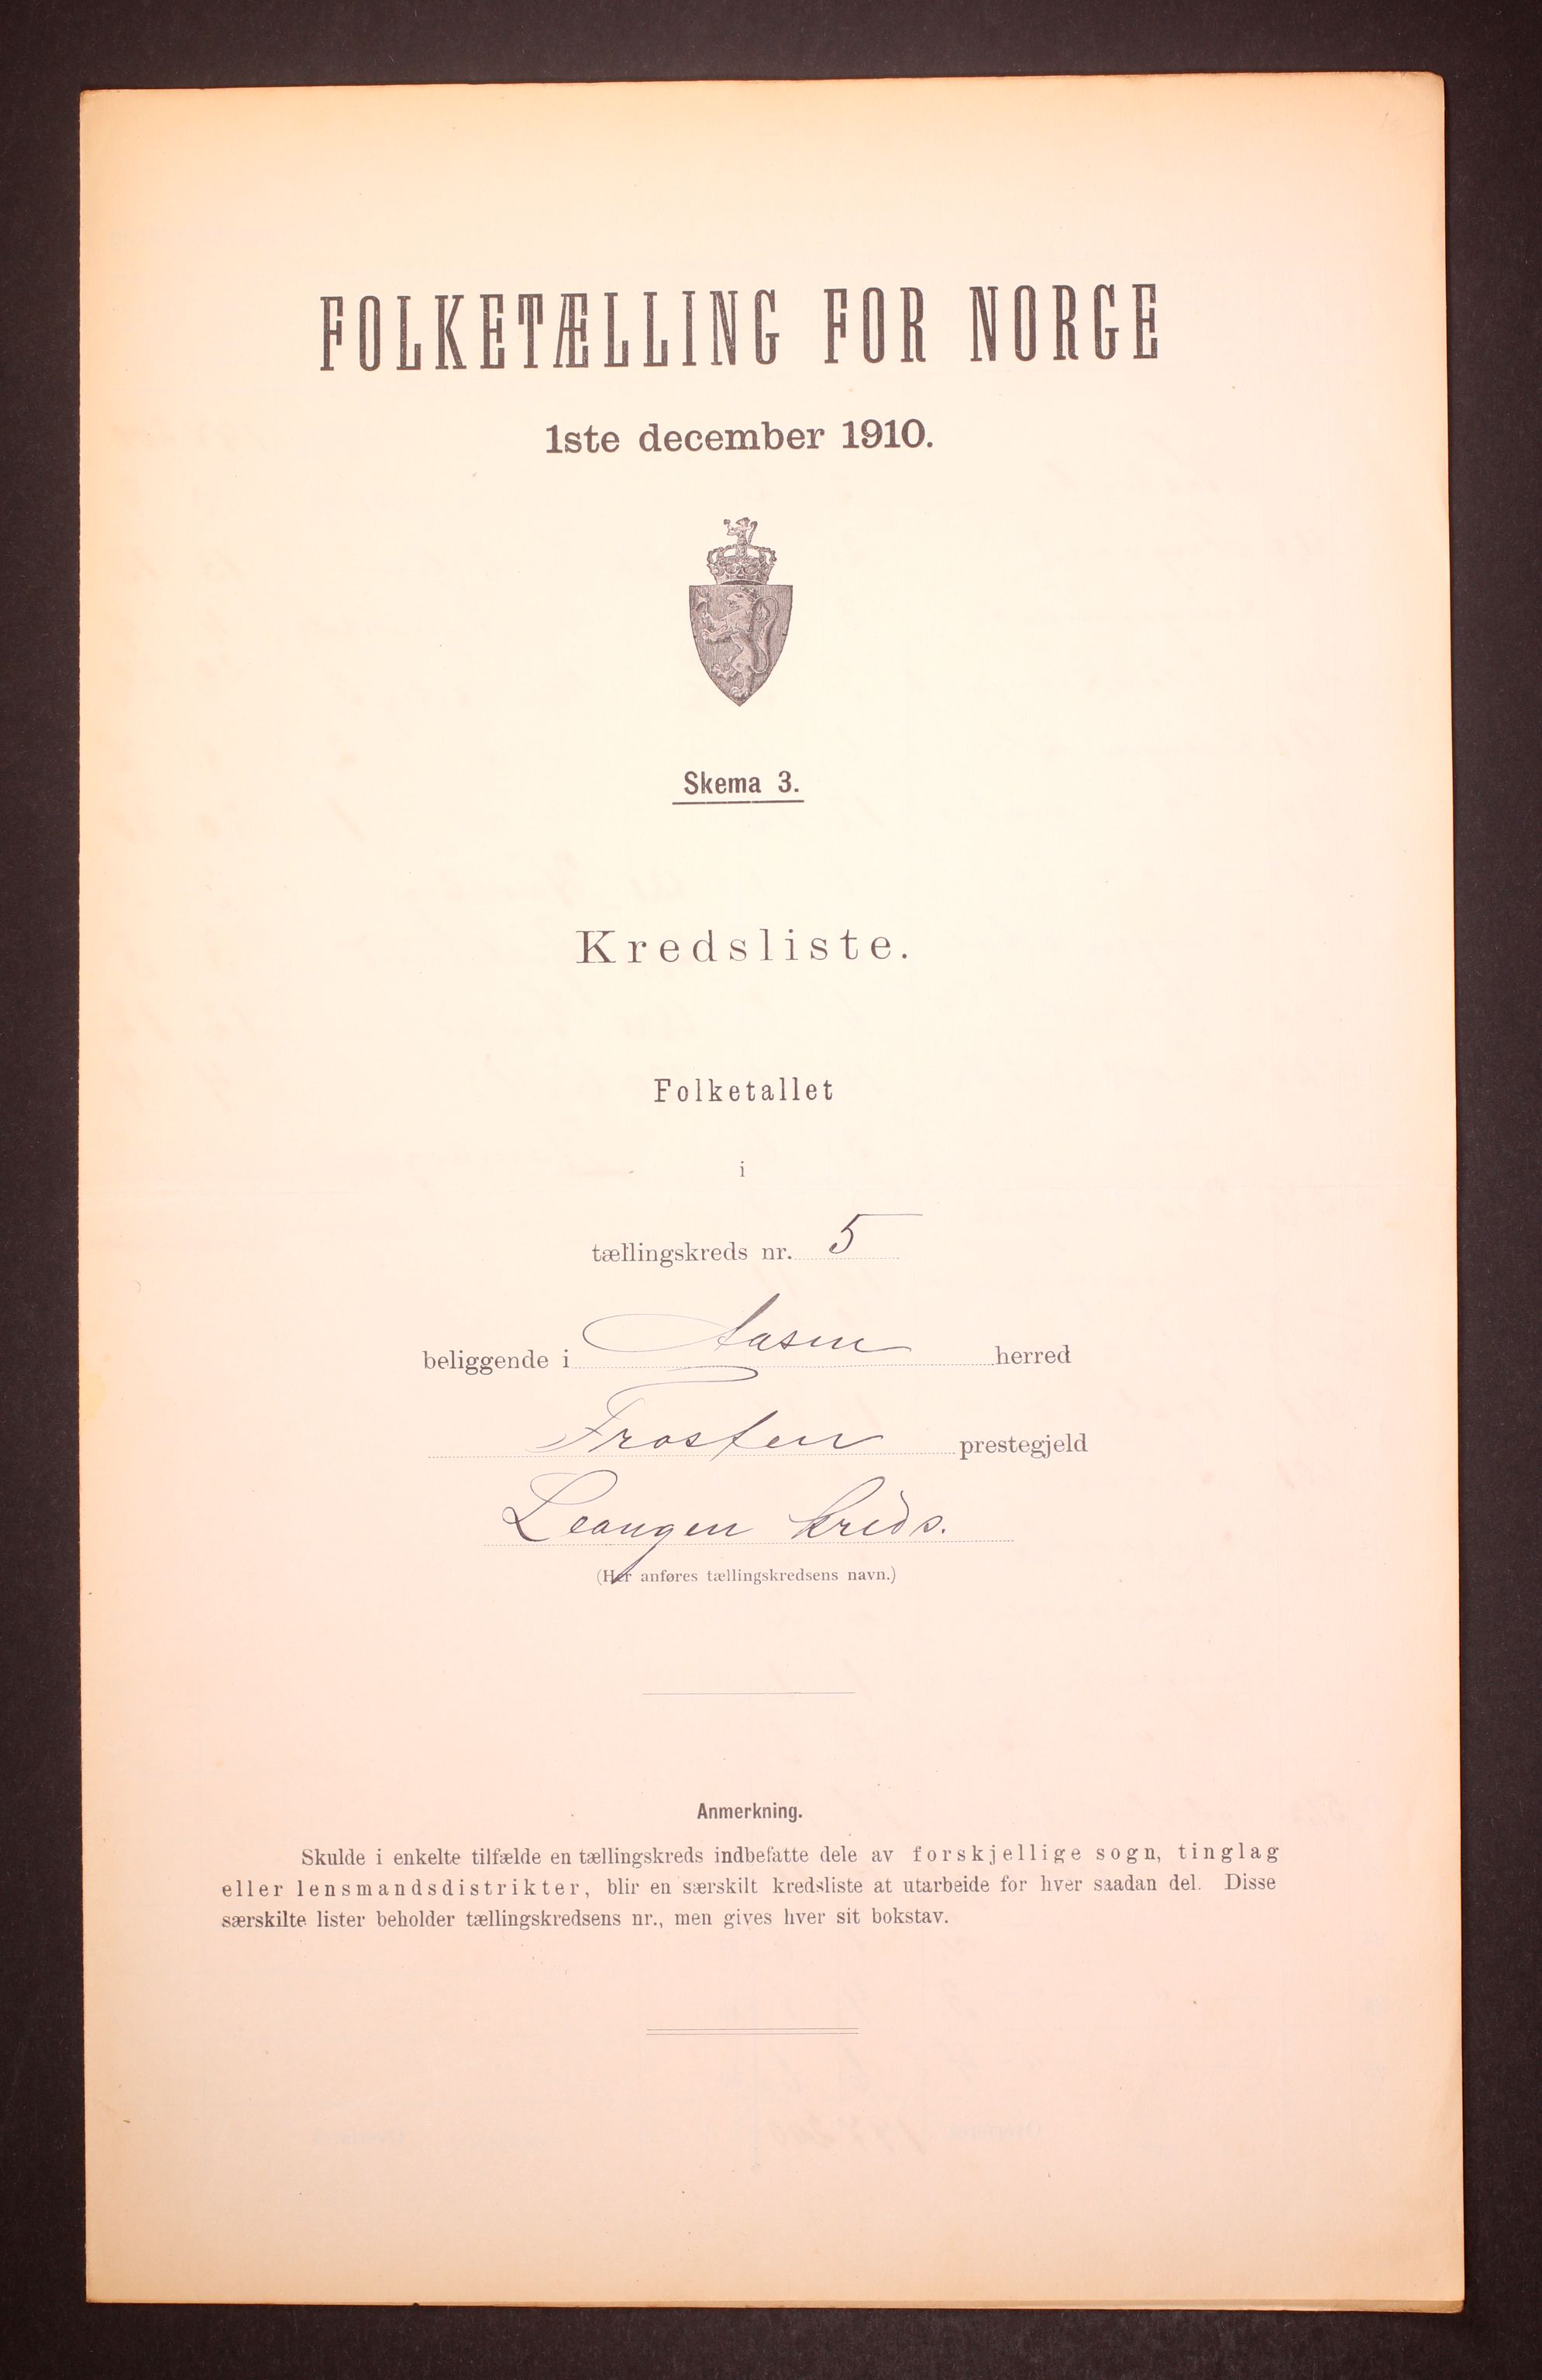 FOLKETÆLLING FOR NORGE
1ste december 1910.
Skema 3.
Kredsliste.
Folketallet
i
tællingskreds nr. 5
beliggende i Aasen herred
Frosten prestegjeld
Leangen kreds.
(Her anføres tællingskredsens navn.)
Anmerkning.
Skulde i enkelte tilfælde en tællingskreds indbefatte dele av forskjellige sogn, tinglag
eller lensmandsdistrikter, blir en særskilt kredsliste at utarbeide for hver saadan del. Disse
særskilte lister beholder tællingskredsens nr., men gives hver sit bokstav.